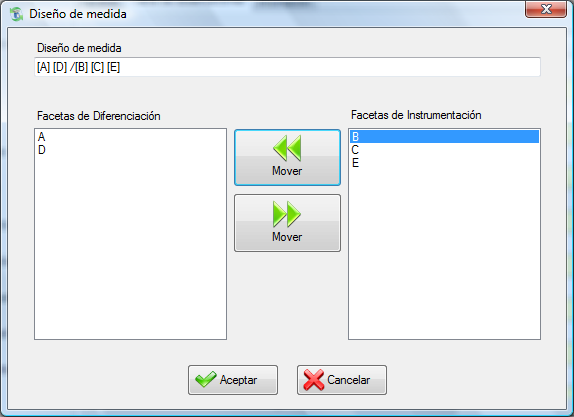 Diseño de medida
Diseño de medida
[A] [D] /[B] [C] [E]
Facetas de Diferenciación
Facetas de Instrumentación
A
D
Mover
Mover
B
C
E
Aceptar
Cancelar